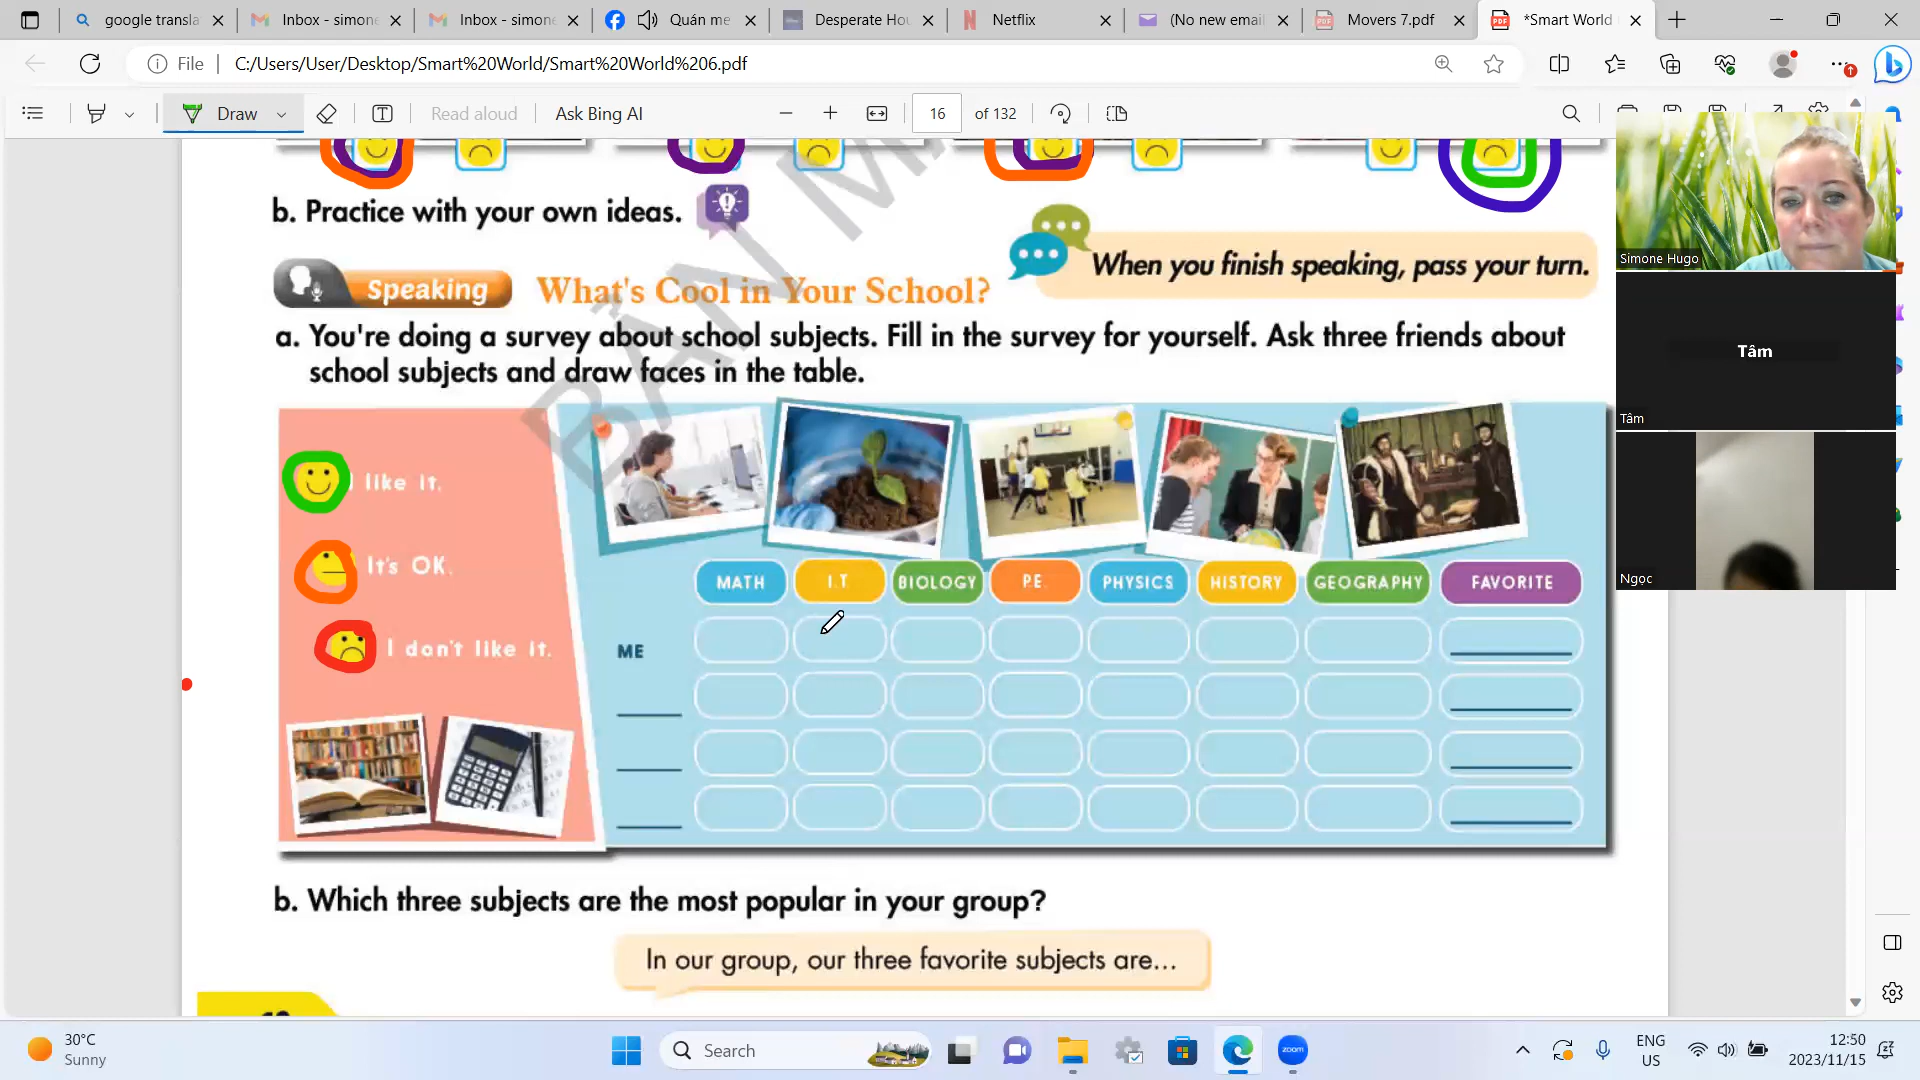 google transla
Inbox - simone
Inbox - simone
Quán me
Desperate Hou
Netflix
(No new emai
Movers 7.pdf
*Smart World
File
C:/Users/User/Desktop/Smart%20World/Smart%20World%206.pdf
Draw
Read aloud
Ask Bing AI
16
of 132
b. Practice with your own ideas.
When you finish speaking, pass your turn.
Speaking
What's Cool in Your School?
a. You're doing a survey about school subjects. Fill in the survey for yourself. Ask three friends about
school subjects and draw faces in the table.
I like it.
It's OK.
I don't like it.
MATH
I.T.
BIOLOGY
P.E.
PHYSICS
HISTORY
GEOGRAPHY
FAVORITE
ME
b. Which three subjects are the most popular in your group?
In our group, our three favorite subjects are...
Simone Hugo
Tâm
Tâm
Ngọc
30°C
Sunny
Search
zoom
ENG
US
12:50
2023/11/15